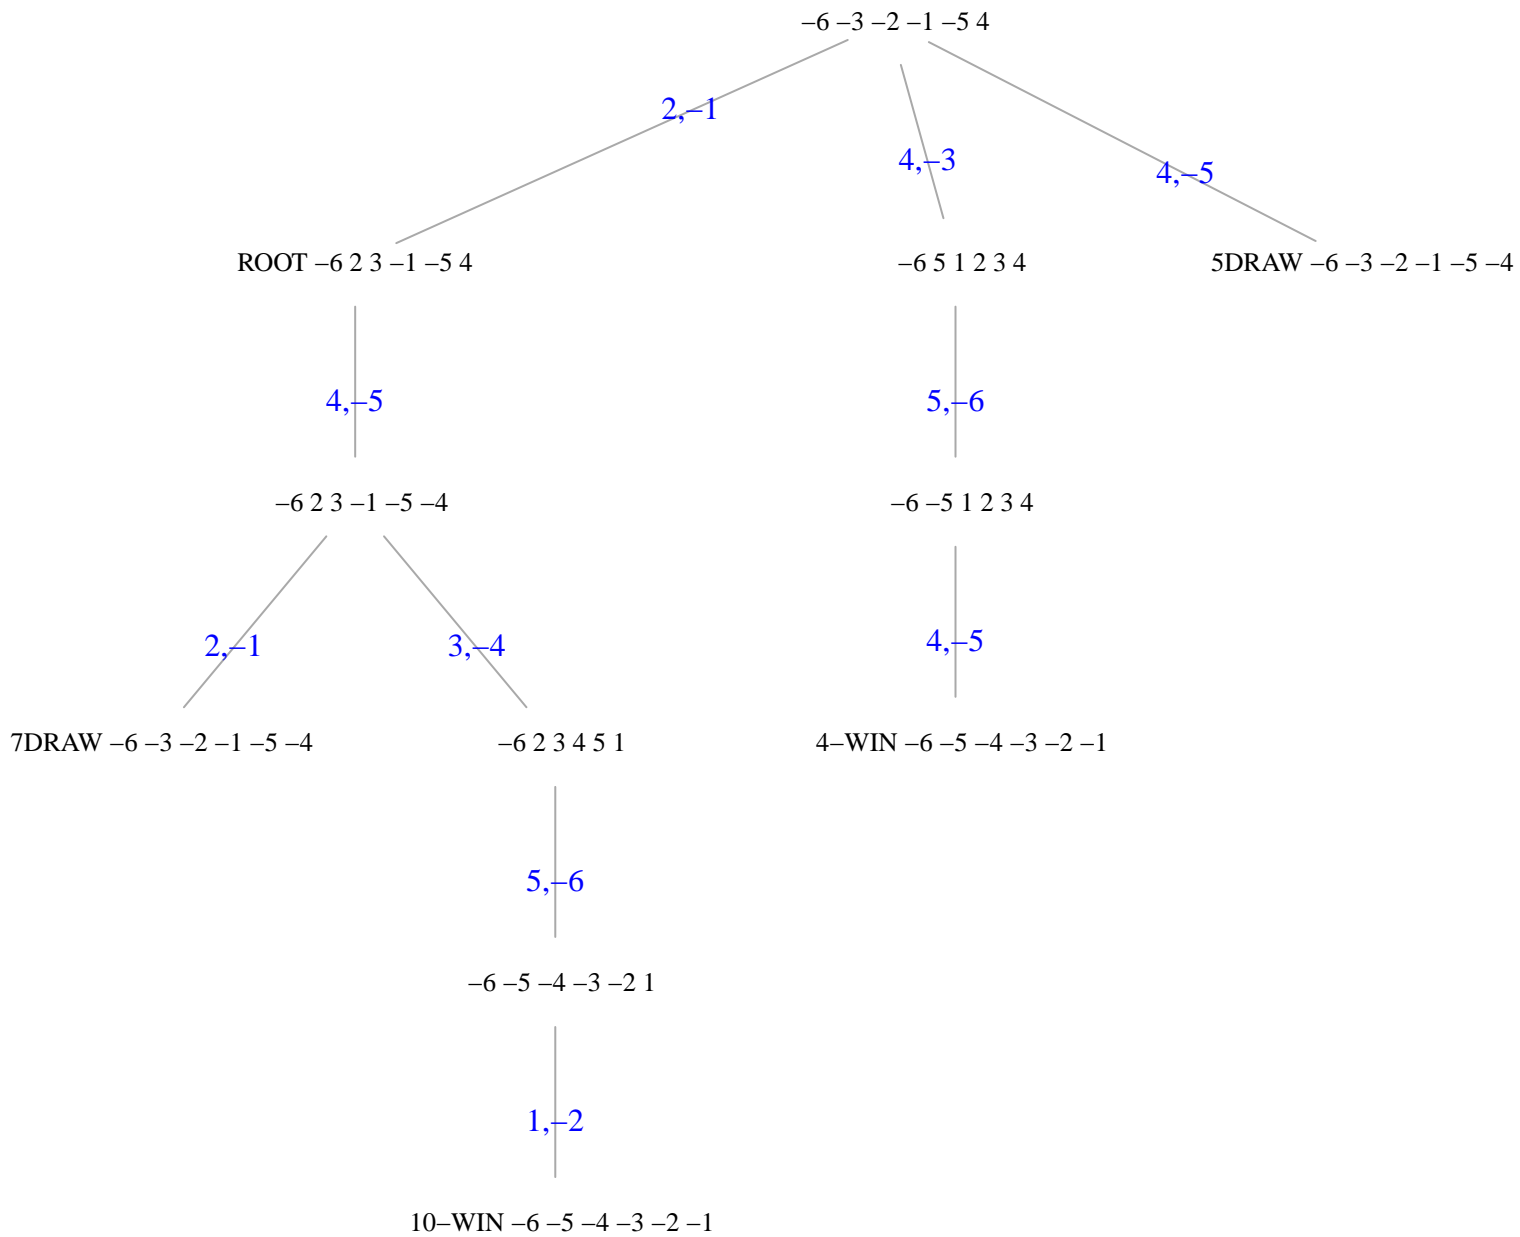 –6 –3 –2 –1 –5 4
2,–1
4,–3
4,–5
ROOT –6 2 3 –1 –5 4
–6 5 1 2 3 4
5DRAW –6 –3 –2 –1 –5 –4
4,–5
5,–6
–6 2 3 –1 –5 –4
–6 –5 1 2 3 4
2,–1
3,–4
4,–5
7DRAW –6 –3 –2 –1 –5 –4
–6 2 3 4 5 1
4–WIN –6 –5 –4 –3 –2 –1
5,–6
–6 –5 –4 –3 –2 1
1,–2
10–WIN –6 –5 –4 –3 –2 –1